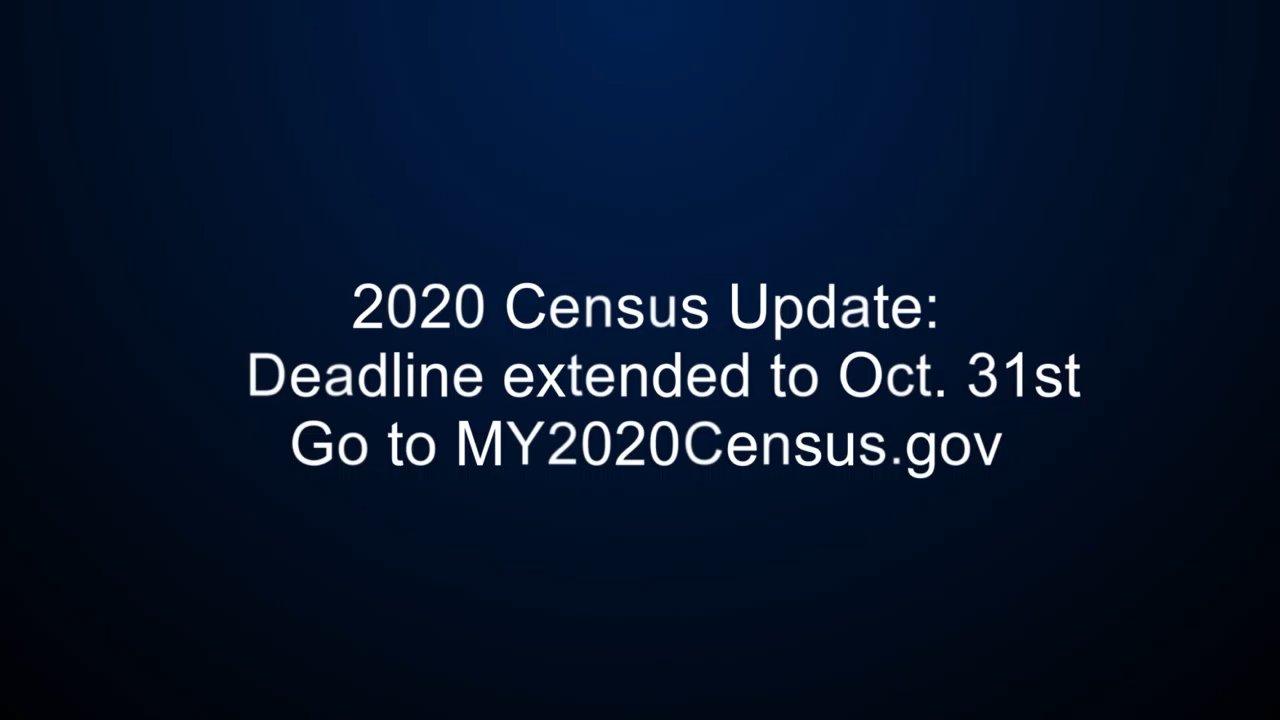 2020 Census Update:
Deadline extended to Oct. 31st
Go to MY2020Census.gov